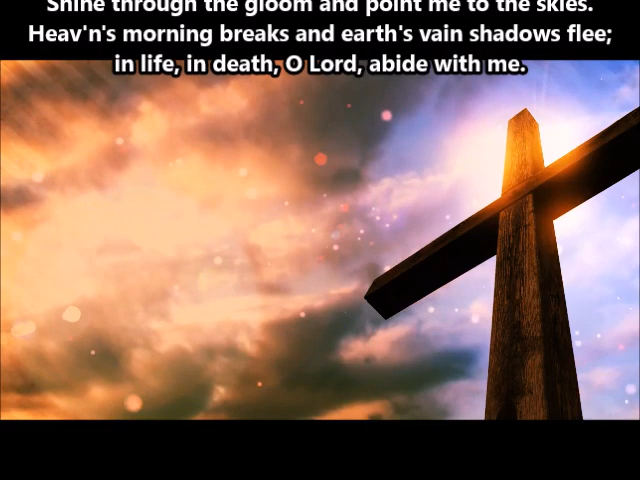 Shine through the gloom and point me to the skies.
Heav'n's morning breaks and earth's vain shadows flee;
in life, in death, O Lord, abide with me.